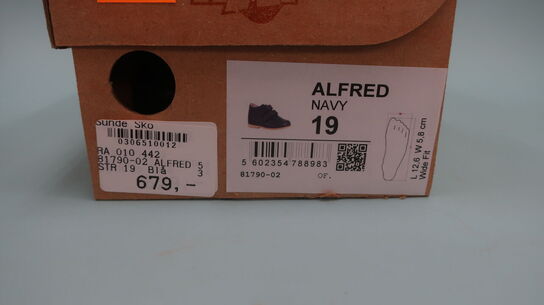 Sunde Sko
0306510012
RA 010 442
81790-02 ALFRED 5
STR 19 Blå 3
679,-
ALFRED
NAVY
19
5 602354 788983
81790-02
OF.
L 12,6 W 5,8 cm
Wide Fit